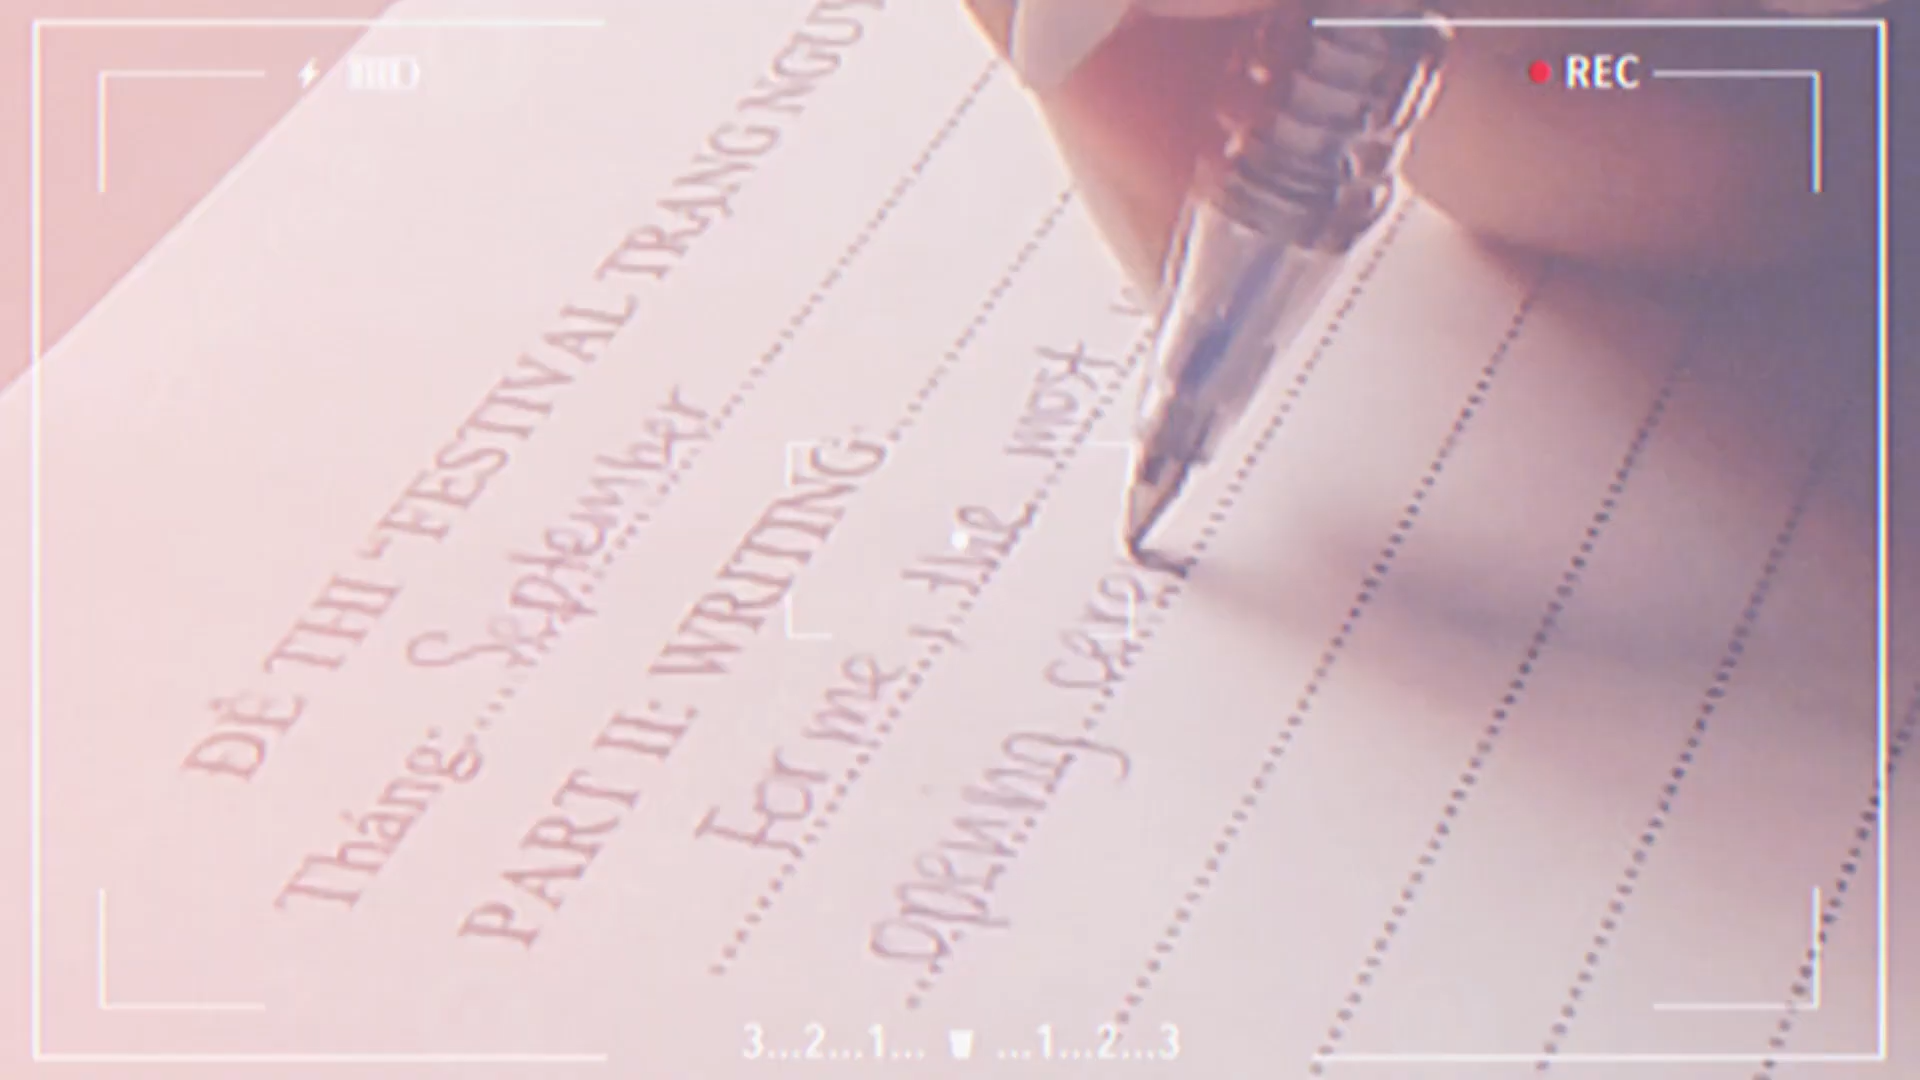 REC
ĐỀ THI "FESTIVAL TRẠNG NGUY
Tháng: September
PART II: WRITING
For me, the most
Opening cere
3...2...1... ...1...2...3